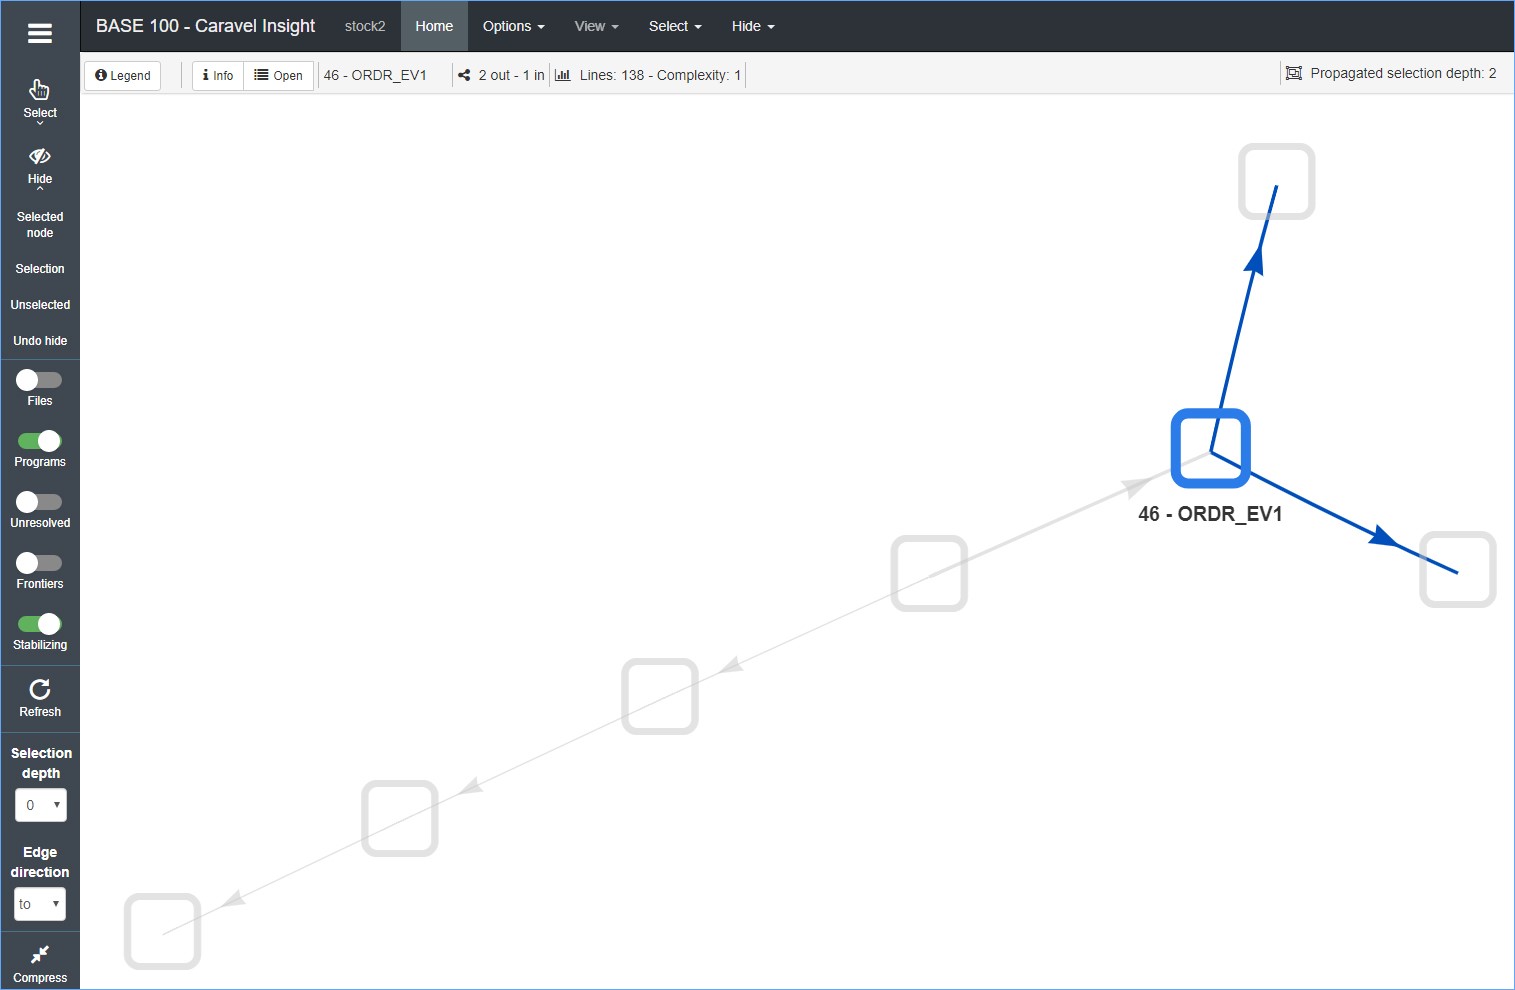 BASE 100 - Caravel Insight stock2 Home Options View Select Hide
Legend Info Open 46 - ORDR_EV1 2 out - 1 in Lines: 138 - Complexity: 1 Propagated selection depth: 2
Select
Hide
Selected
node
Selection
Unselected
Undo hide
Files
Programs
Unresolved
Frontiers
Stabilizing
Refresh
Selection
depth
0
Edge
direction
to
Compress
46 - ORDR_EV1